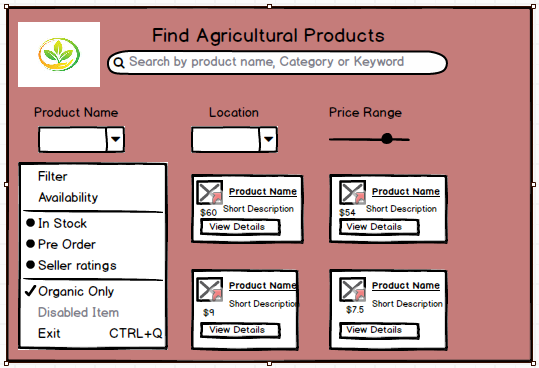 Find Agricultural Products
Search by product name, Category or Keyword
Product Name
Location
Price Range
Filter
Availability
In Stock
Pre Order
Seller ratings
Organic Only
Disabled Item
Exit CTRL+Q
Product Name
Short Description
$60
View Details
Product Name
Short Description
$54
View Details
Product Name
Short Description
$9
View Details
Product Name
Short Description
$7.5
View Details